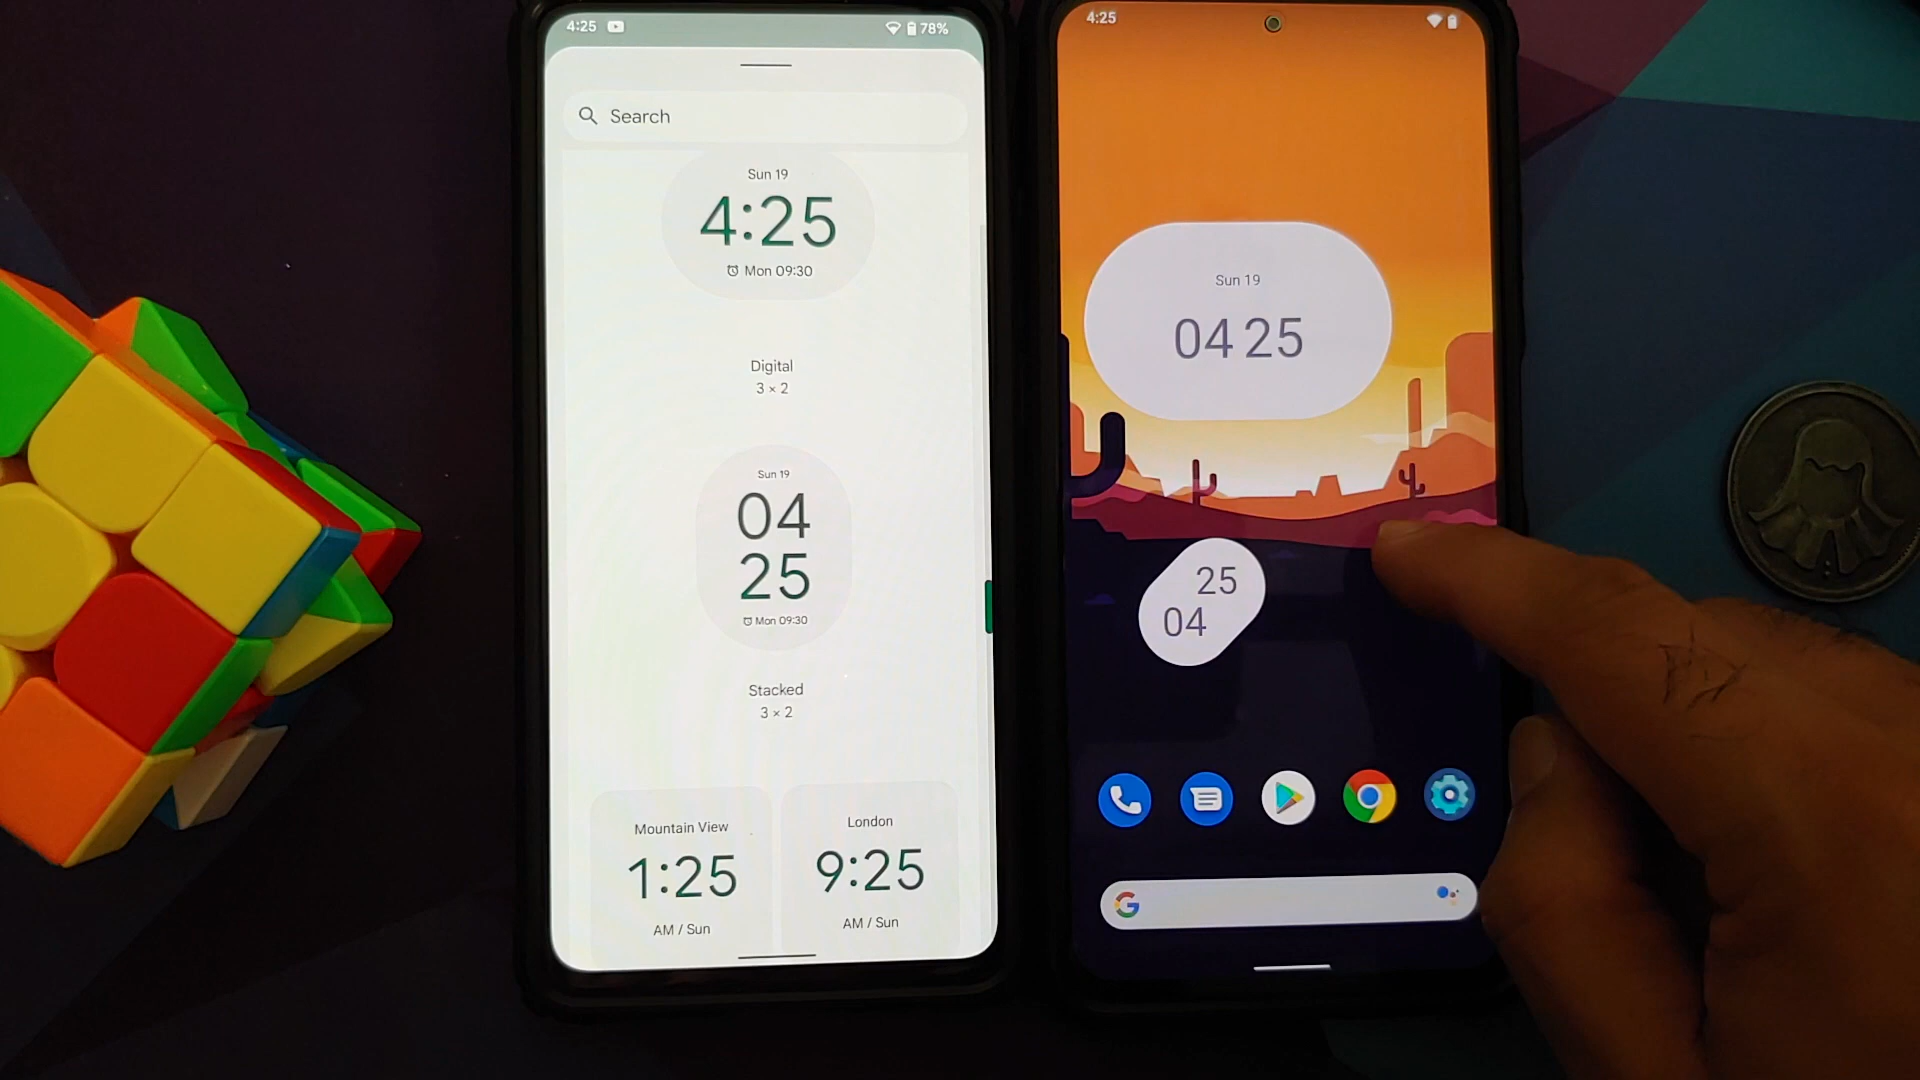 4:25
78%
Search
Sun 19
4:25
Mon 09:30
Digital
3 × 2
Sun 19
04
25
Mon 09:30
Stacked
3 × 2
Mountain View
1:25
AM / Sun
London
9:25
AM / Sun
4:25
Sun 19
04 25
25
04
G